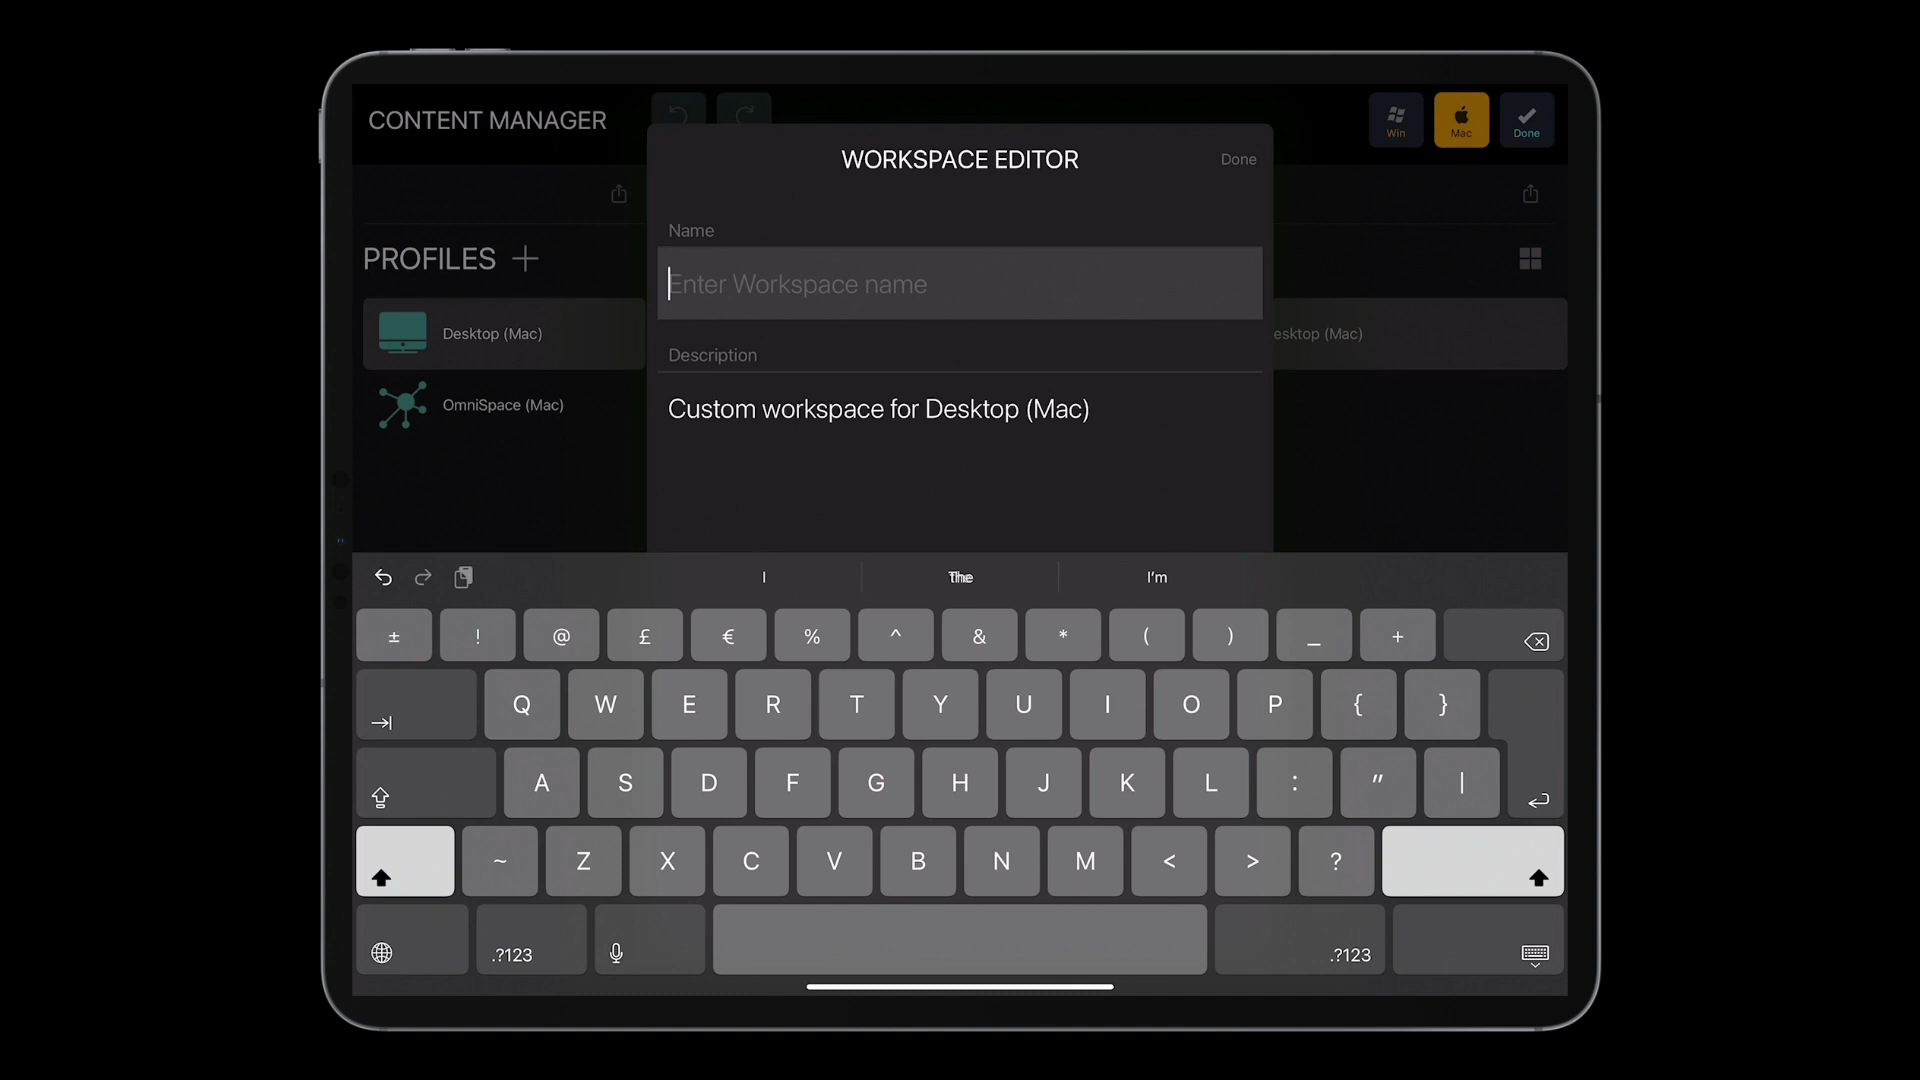 CONTENT MANAGER
Win
Mac
Done
WORKSPACE EDITOR
Done
Name
Enter Workspace name
PROFILES
Desktop (Mac)
esktop (Mac)
Description
OmniSpace (Mac)
Custom workspace for Desktop (Mac)
I
The
I'm
± ! @ £ € % ^ & * ( ) _ +
Q W E R T Y U I O P { }
A S D F G H J K L : " |
~ Z X C V B N M < > ?
.?123
.?123